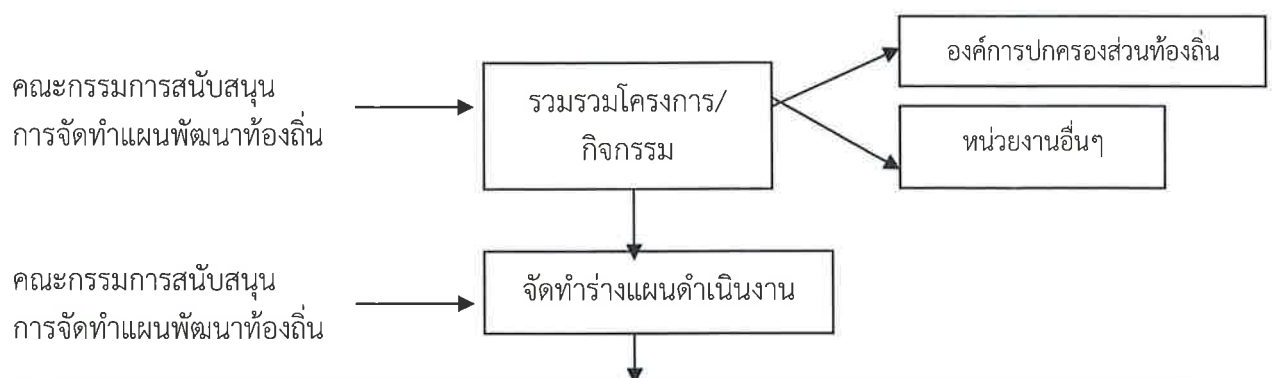 องค์การปกครองส่วนท้องถิ่น
คณะกรรมการสนับสนุน
การจัดทำแผนพัฒนาท้องถิ่น
รวมรวมโครงการ/
กิจกรรม
หน่วยงานอื่นๆ
คณะกรรมการสนับสนุน
การจัดทำแผนพัฒนาท้องถิ่น
จัดทำร่างแผนดำเนินงาน